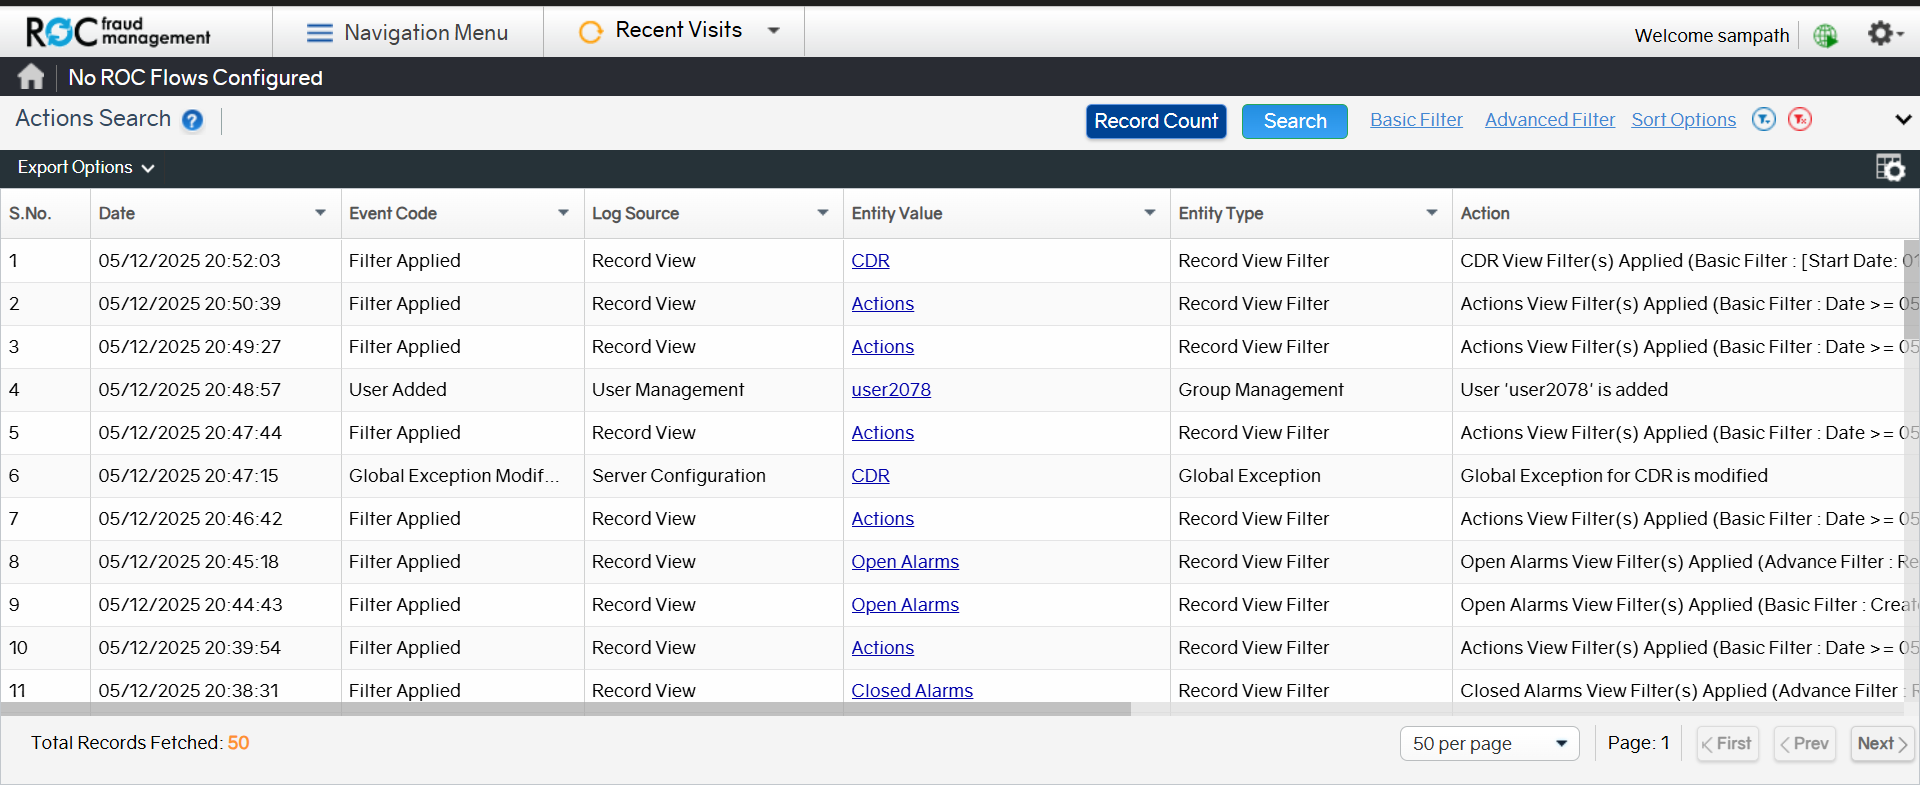 ROC fraud management Navigation Menu Recent Visits Welcome sampath
No ROC Flows Configured
Actions Search ? Record Count Search Basic Filter Advanced Filter Sort Options
Export Options
S.No. Date Event Code Log Source Entity Value Entity Type Action
1 05/12/2025 20:52:03 Filter Applied Record View CDR Record View Filter CDR View Filter(s) Applied (Basic Filter : [Start Date: 01
2 05/12/2025 20:50:39 Filter Applied Record View Actions Record View Filter Actions View Filter(s) Applied (Basic Filter : Date >= 05
3 05/12/2025 20:49:27 Filter Applied Record View Actions Record View Filter Actions View Filter(s) Applied (Basic Filter : Date >= 05
4 05/12/2025 20:48:57 User Added User Management user2078 Group Management User 'user2078' is added
5 05/12/2025 20:47:44 Filter Applied Record View Actions Record View Filter Actions View Filter(s) Applied (Basic Filter : Date >= 05
6 05/12/2025 20:47:15 Global Exception Modif... Server Configuration CDR Global Exception Global Exception for CDR is modified
7 05/12/2025 20:46:42 Filter Applied Record View Actions Record View Filter Actions View Filter(s) Applied (Basic Filter : Date >= 05
8 05/12/2025 20:45:18 Filter Applied Record View Open Alarms Record View Filter Open Alarms View Filter(s) Applied (Advance Filter : Re
9 05/12/2025 20:44:43 Filter Applied Record View Open Alarms Record View Filter Open Alarms View Filter(s) Applied (Basic Filter : Creat
10 05/12/2025 20:39:54 Filter Applied Record View Actions Record View Filter Actions View Filter(s) Applied (Basic Filter : Date >= 05
11 05/12/2025 20:38:31 Filter Applied Record View Closed Alarms Record View Filter Closed Alarms View Filter(s) Applied (Advance Filter : R
Total Records Fetched: 50 50 per page Page: 1 First Prev Next